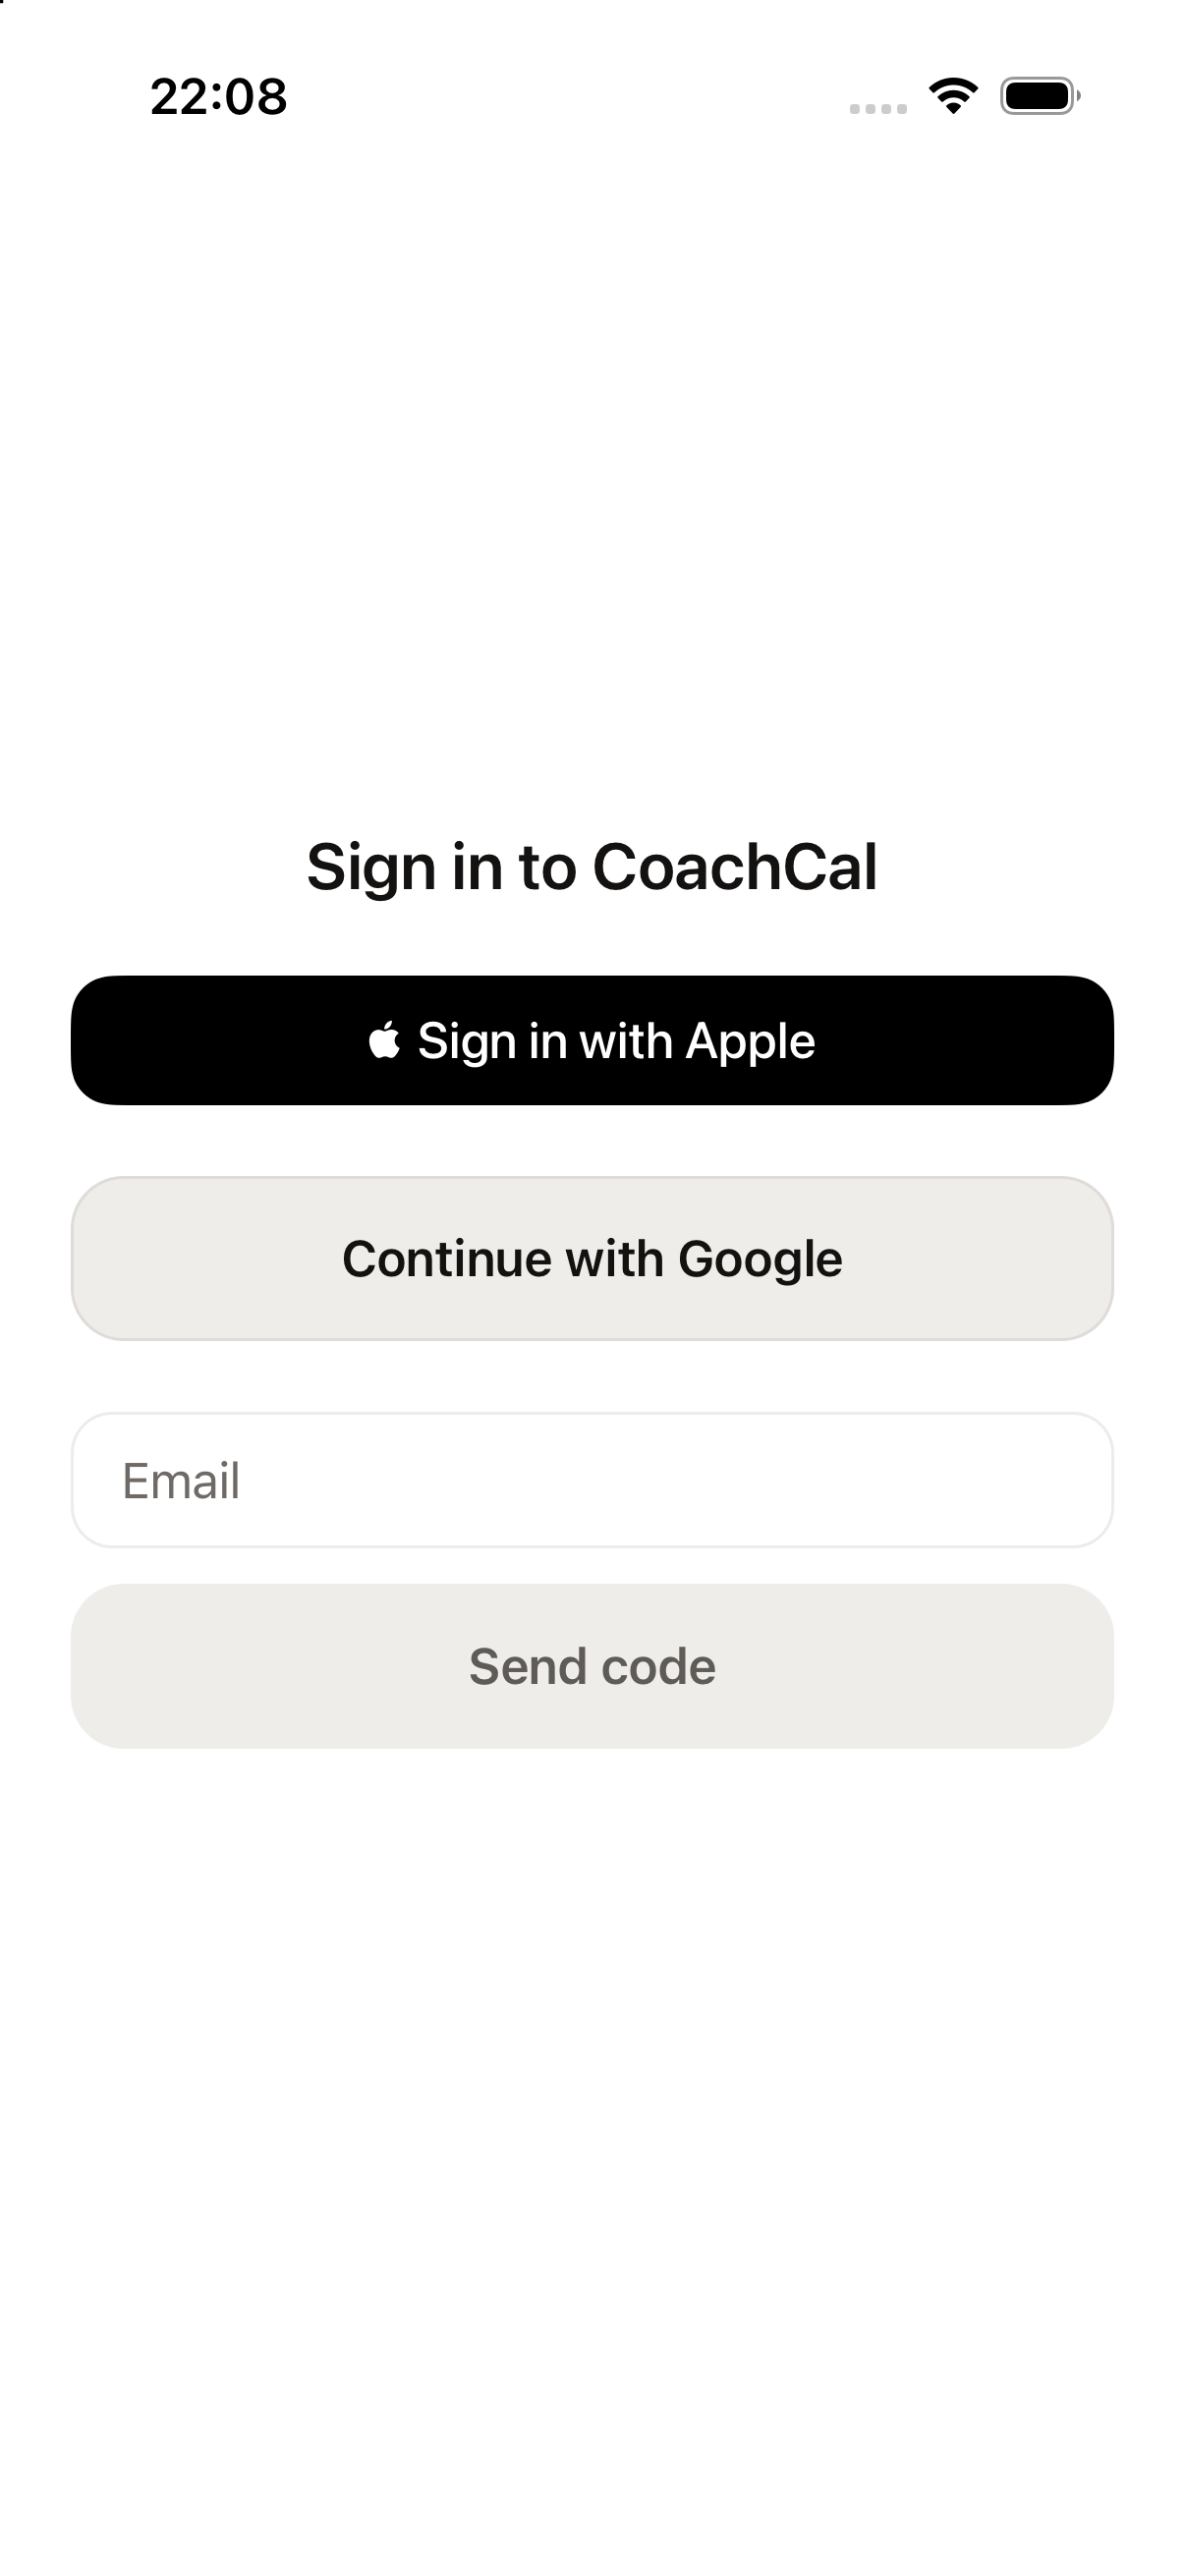 22:08
Sign in to CoachCal
Sign in with Apple
Continue with Google
Email
Send code